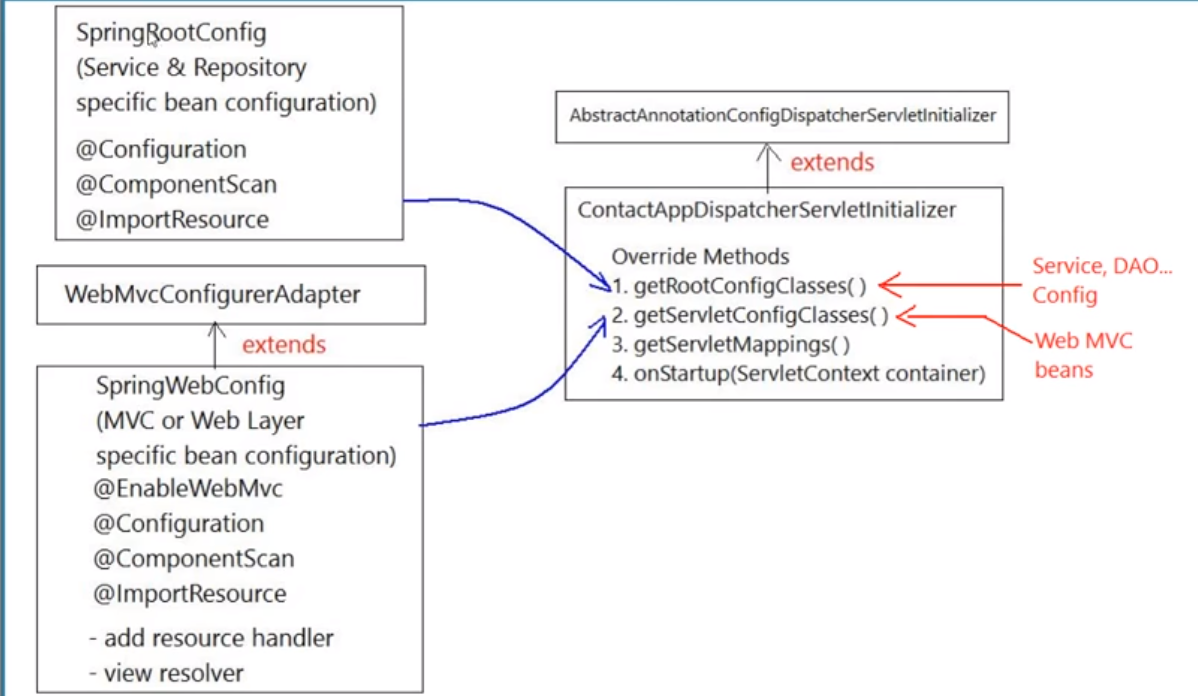 SpringRootConfig
(Service & Repository
specific bean configuration)
@Configuration
@ComponentScan
@ImportResource
WebMvcConfigurerAdapter
extends
SpringWebConfig
(MVC or Web Layer
specific bean configuration)
@EnableWebMvc
@Configuration
@ComponentScan
@ImportResource
- add resource handler
- view resolver
AbstractAnnotationConfigDispatcherServletInitializer
extends
ContactAppDispatcherServletInitializer
Override Methods
1. getRootConfigClasses( )
2. getServletConfigClasses( )
3. getServletMappings( )
4. onStartup(ServletContext container)
Service, DAO...
Config
Web MVC
beans